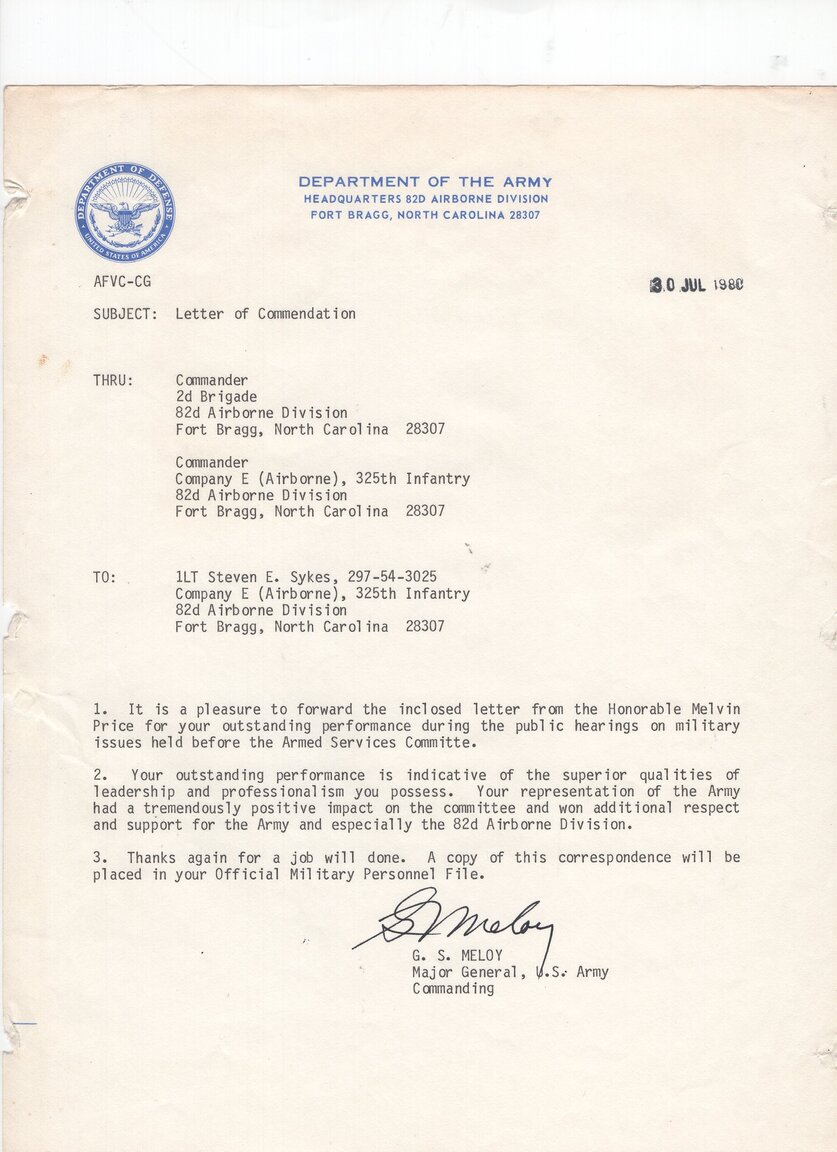 DEPARTMENT OF DEFENSE
UNITED STATES OF AMERICA
DEPARTMENT OF THE ARMY
HEADQUARTERS 82D AIRBORNE DIVISION
FORT BRAGG, NORTH CAROLINA 28307
AFVC-CG
30 JUL 1980
SUBJECT: Letter of Commendation
THRU: Commander
2d Brigade
82d Airborne Division
Fort Bragg, North Carolina 28307
Commander
Company E (Airborne), 325th Infantry
82d Airborne Division
Fort Bragg, North Carolina 28307
TO: 1LT Steven E. Sykes, 297-54-3025
Company E (Airborne), 325th Infantry
82d Airborne Division
Fort Bragg, North Carolina 28307
1. It is a pleasure to forward the inclosed letter from the Honorable Melvin
Price for your outstanding performance during the public hearings on military
issues held before the Armed Services Committe.
2. Your outstanding performance is indicative of the superior qualities of
leadership and professionalism you possess. Your representation of the Army
had a tremendously positive impact on the committee and won additional respect
and support for the Army and especially the 82d Airborne Division.
3. Thanks again for a job will done. A copy of this correspondence will be
placed in your Official Military Personnel File.
GS Meloy
G. S. MELOY
Major General, U.S. Army
Commanding